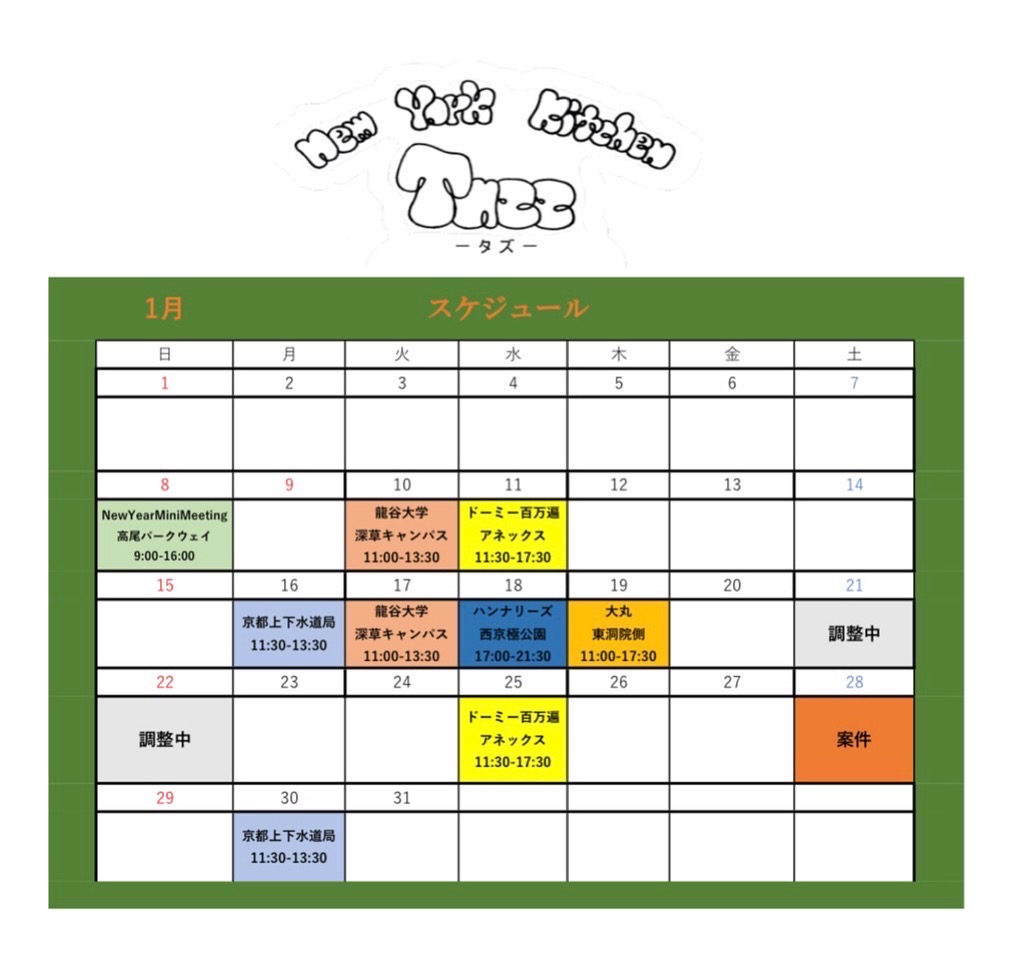 New York Kitchen
Tazz
ータズー
1月 スケジュール
日 月 火 水 木 金 土
1 2 3 4 5 6 7
8 9 10 11 12 13 14
NewYearMiniMeeting
高尾パークウェイ
9:00-16:00
龍谷大学
深草キャンパス
11:00-13:30
ドーミー百万遍
アネックス
11:30-17:30
15 16 17 18 19 20 21
京都上下水道局
11:30-13:30
龍谷大学
深草キャンパス
11:00-13:30
ハンナリーズ
西京極公園
17:00-21:30
大丸
東洞院側
11:00-17:30
調整中
22 23 24 25 26 27 28
調整中
ドーミー百万遍
アネックス
11:30-17:30
案件
29 30 31
京都上下水道局
11:30-13:30